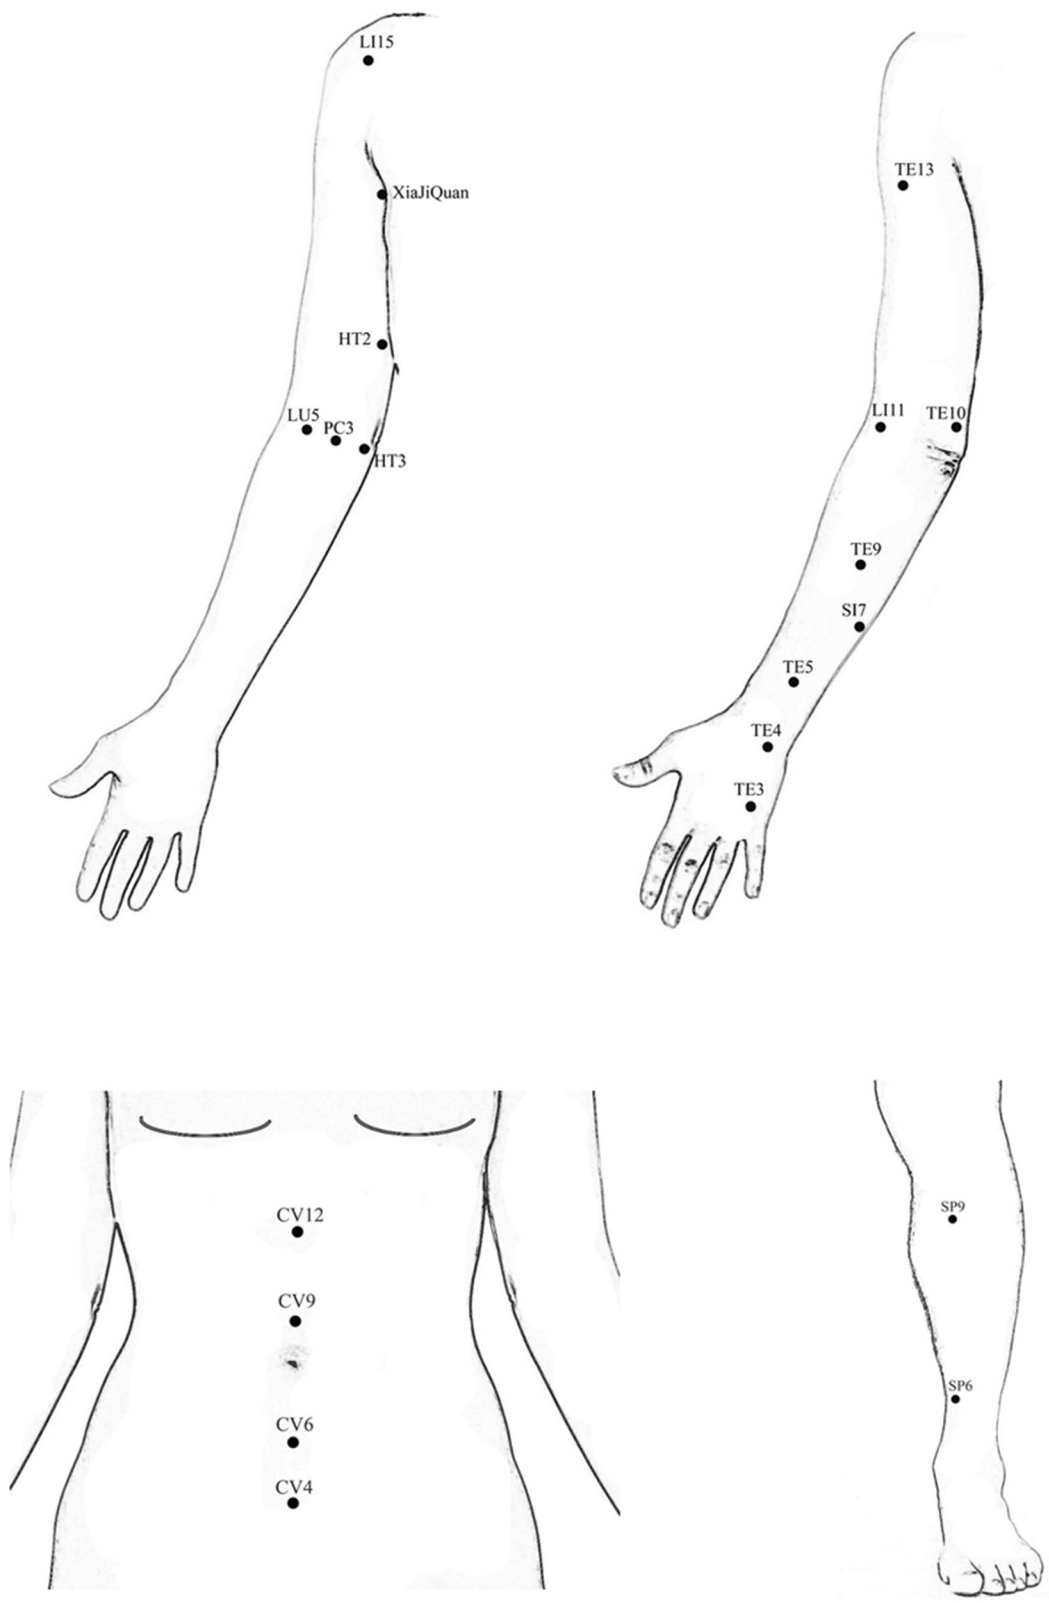 LI15
XiaJiQuan
HT2
LU5
PC3
HT3
TE13
LI11
TE10
TE9
SI7
TE5
TE4
TE3
CV12
CV9
CV6
CV4
SP9
SP6